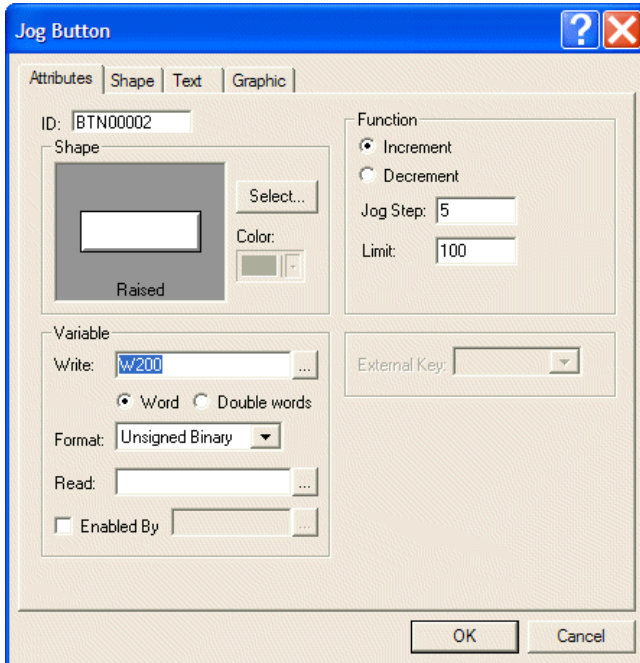 Jog Button
Attributes Shape Text Graphic
ID: BTN00002
Shape
Select...
Color:
Raised
Function
Increment
Decrement
Jog Step: 5
Limit: 100
Variable
Write: W200 ...
Word Double words
Format: Unsigned Binary
Read: ...
Enabled By ...
External Key:
OK Cancel